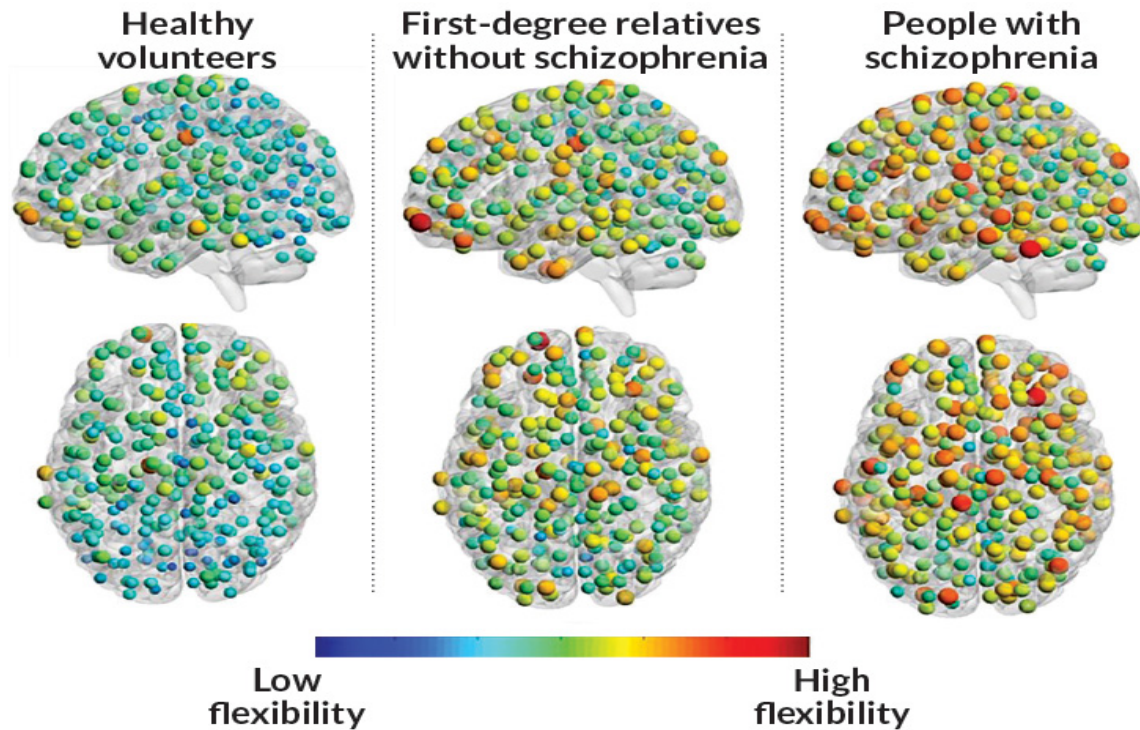 Healthy
volunteers
First-degree relatives
without schizophrenia
People with
schizophrenia
Low
flexibility
High
flexibility